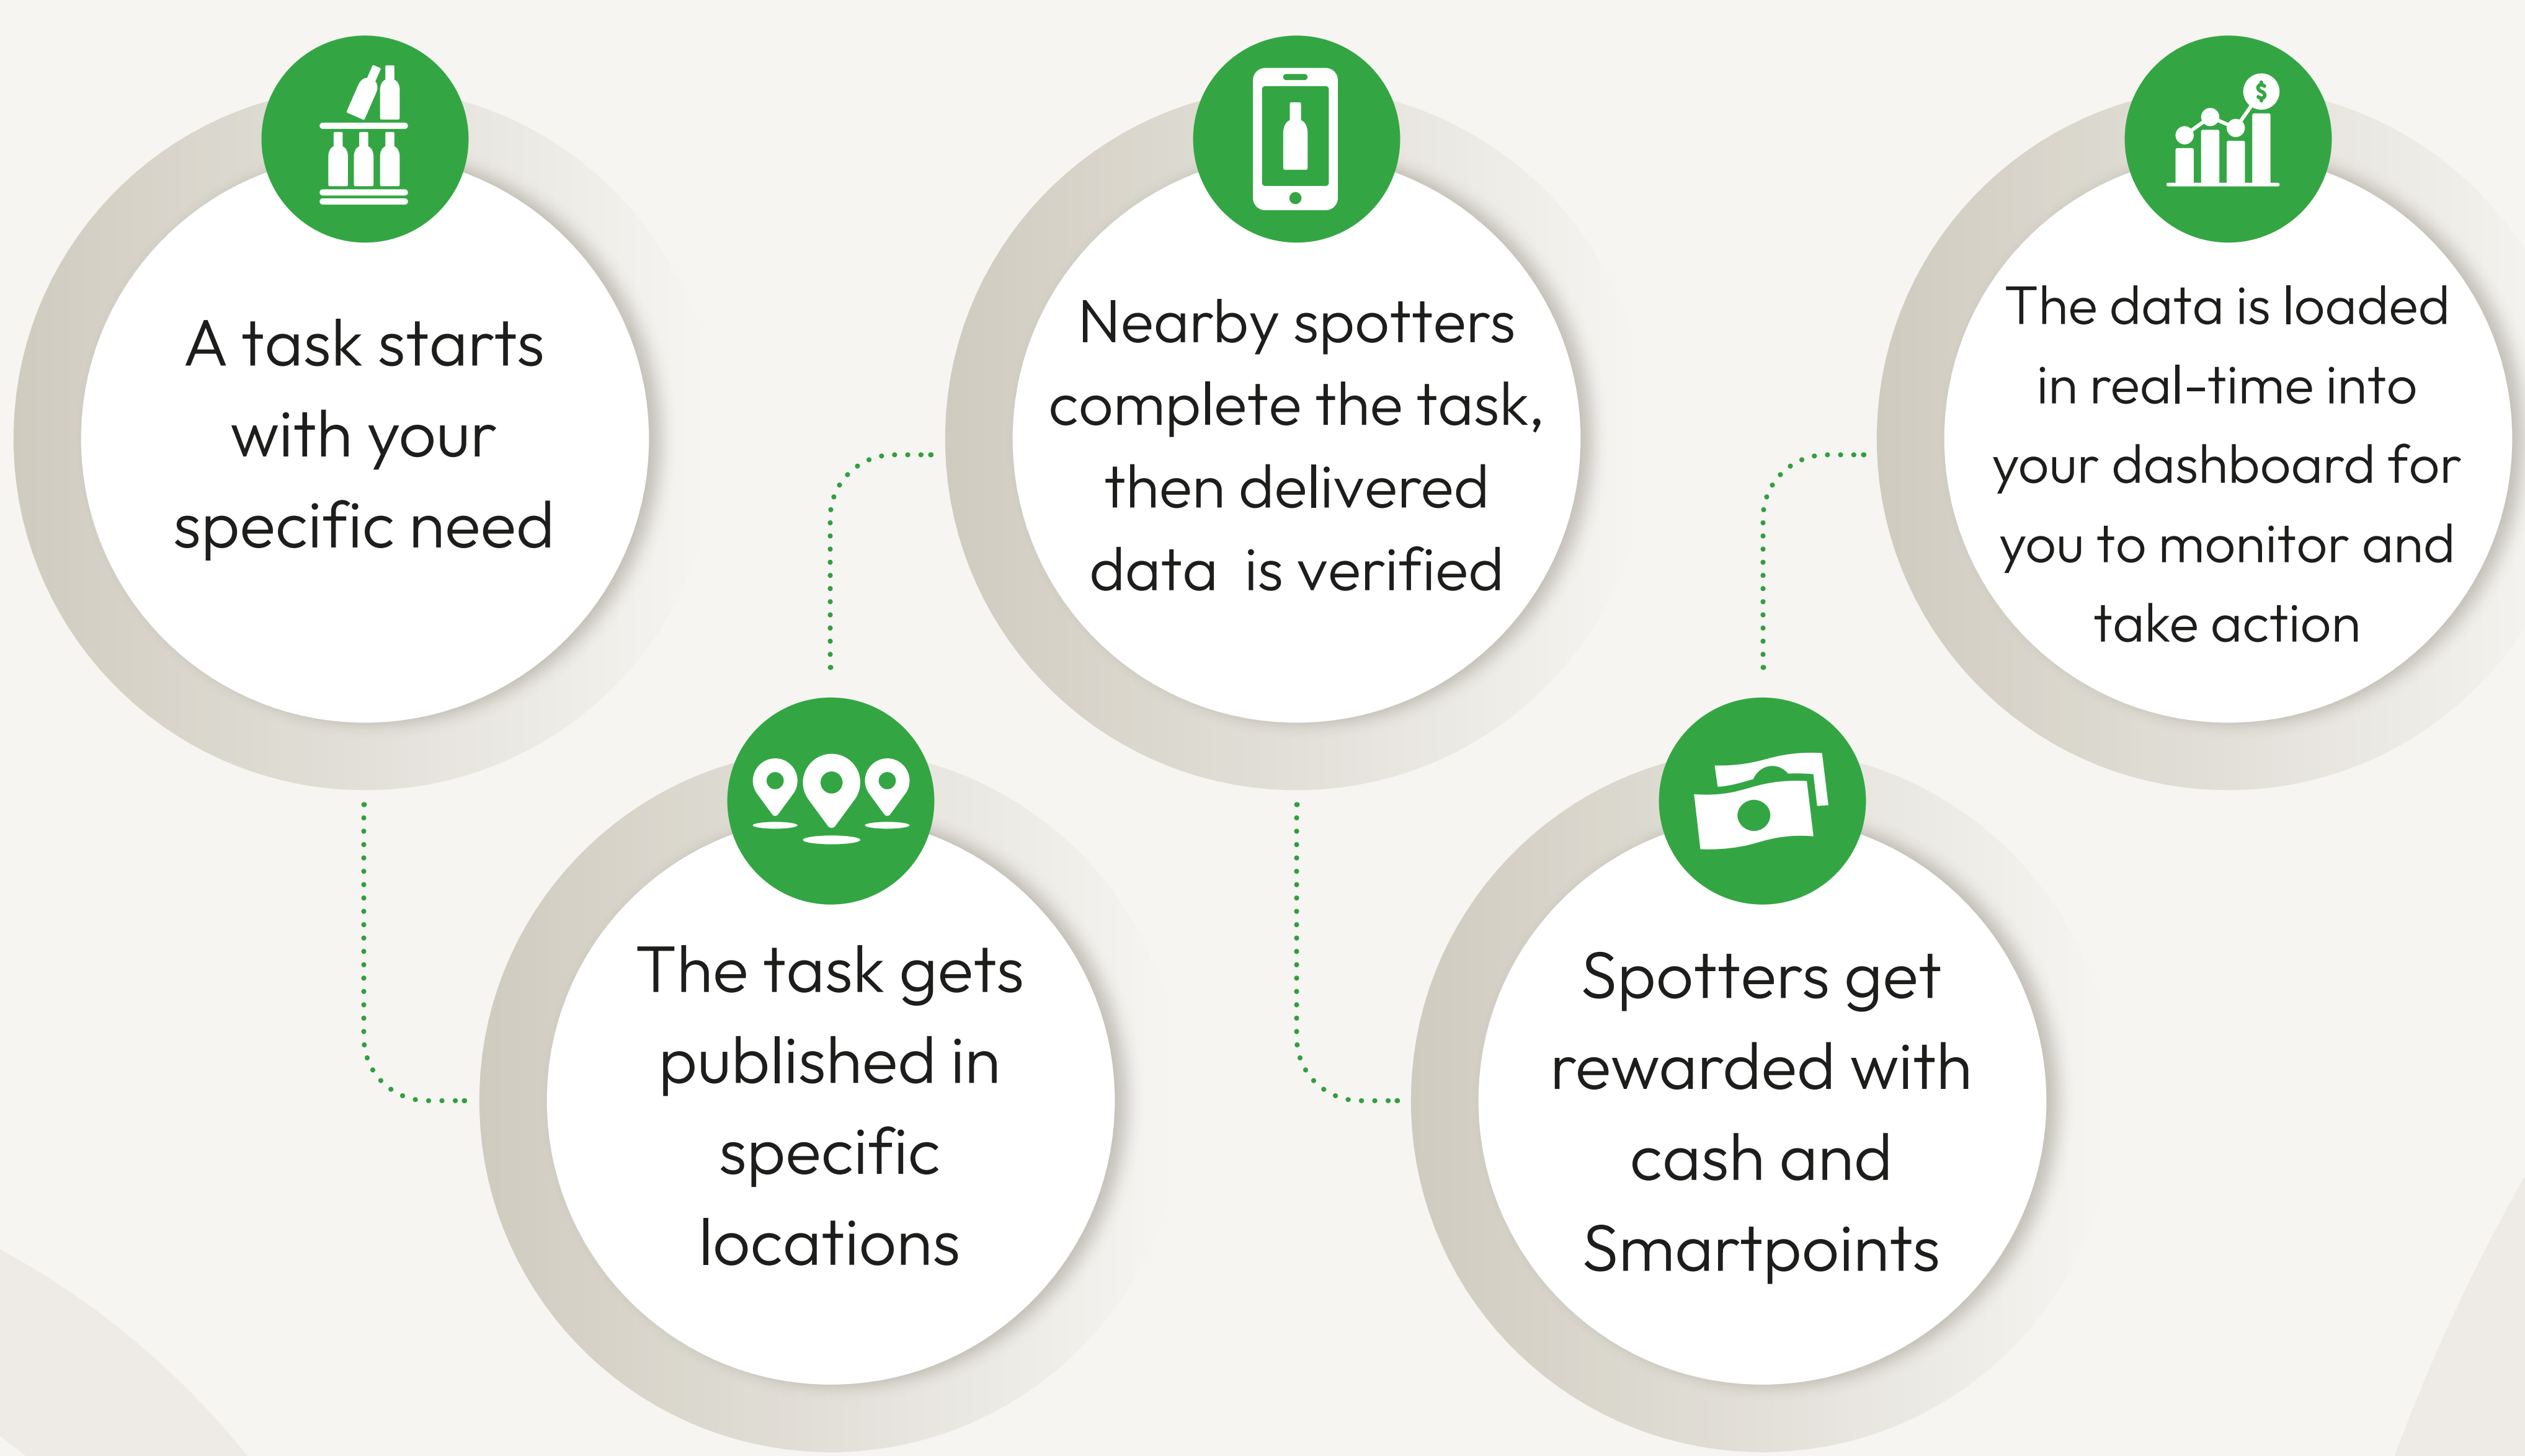 A task starts
with your
specific need
The task gets
published in
specific
locations
Nearby spotters
complete the task,
then delivered
data  is verified
Spotters get
rewarded with
cash and
Smartpoints
$
The data is loaded
in real-time into
your dashboard for
you to monitor and
take action